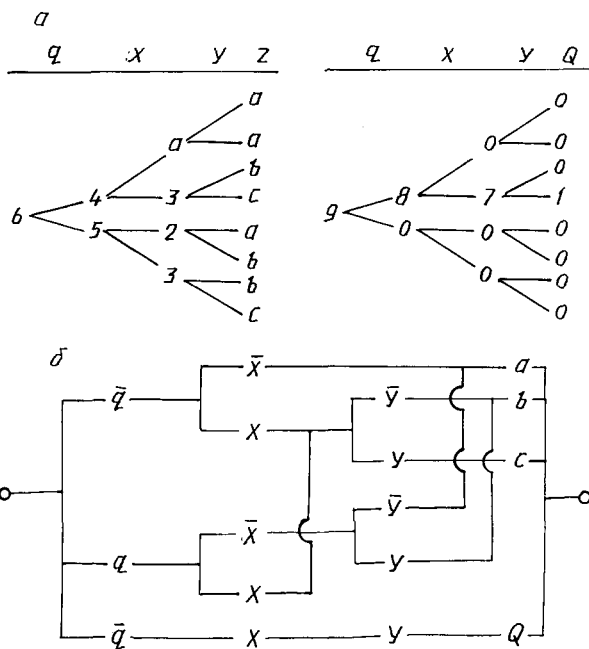 а
q X Y Z q X Y Q
a 0
a a 0 0
b 0
4 3 c 8 7 1
6 9
5 2 a 0 0 0
b 0
3 b 0 0
c 0
б
X̄ a
q̄ Ȳ b
X
Y c
Ȳ
X̄
q Y
X
q̄ X Y Q